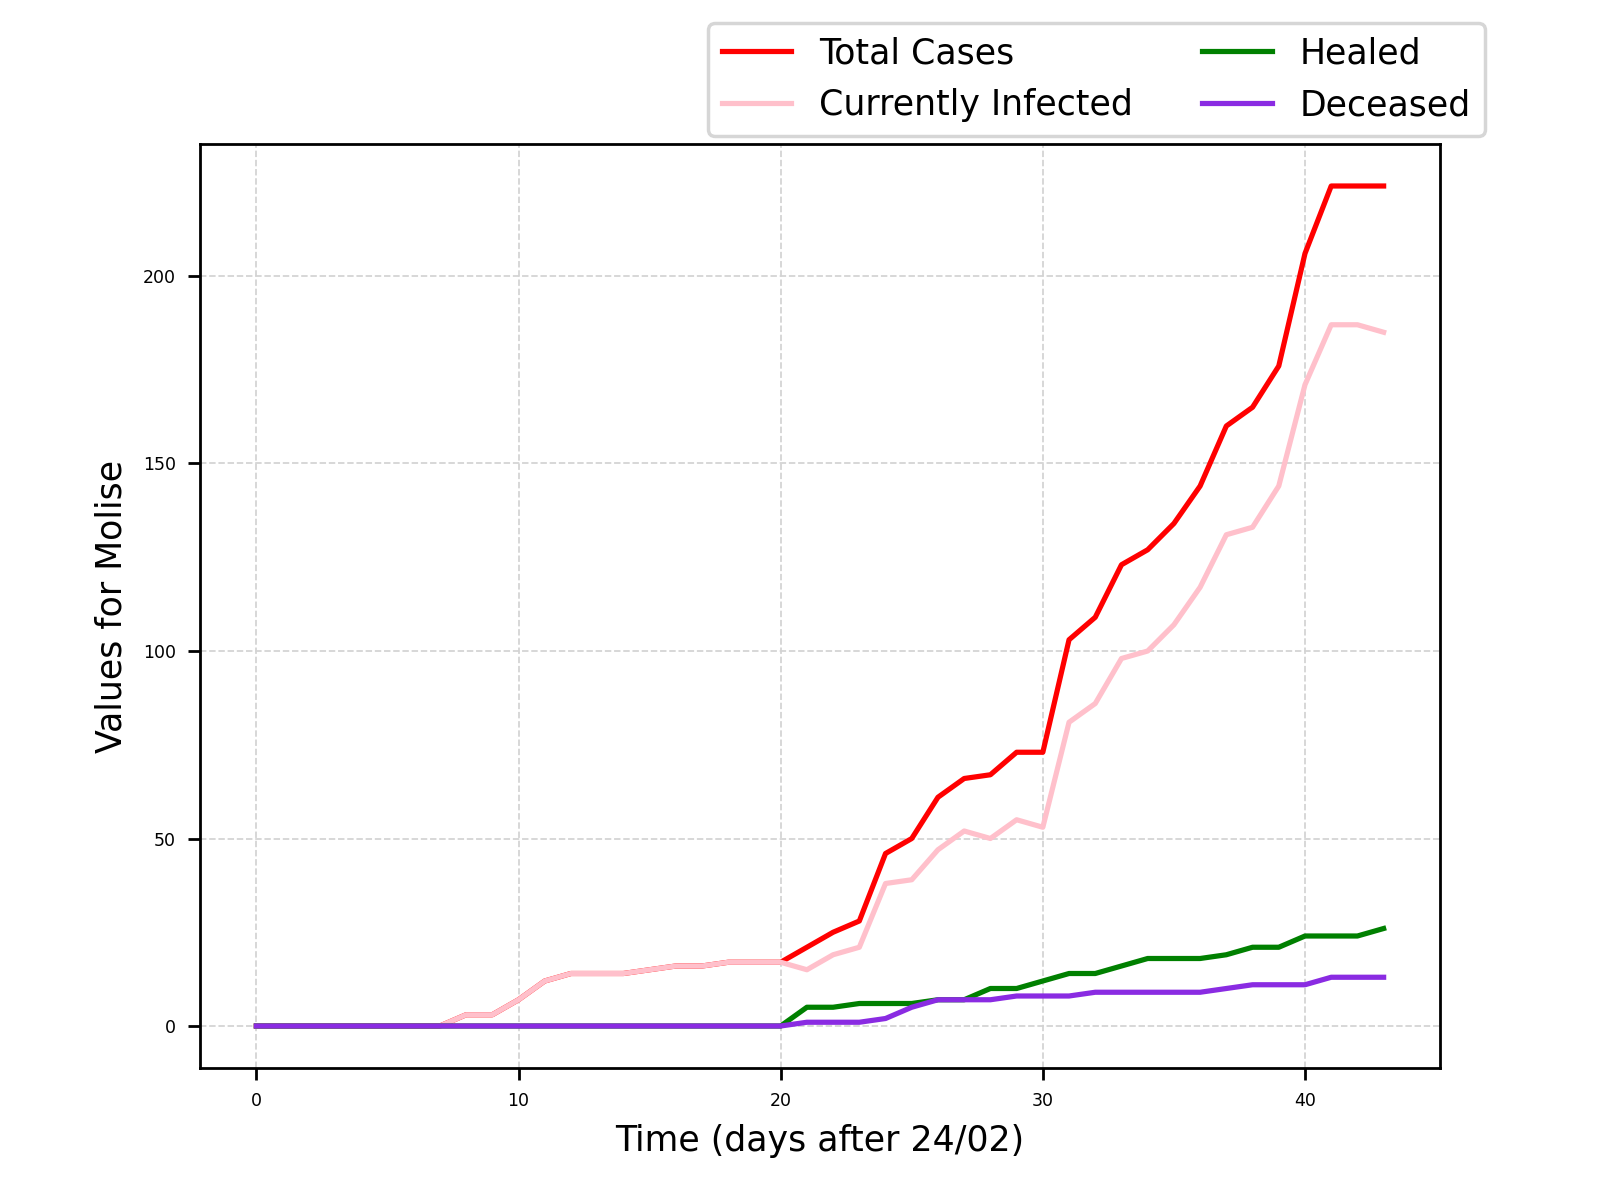 Total Cases
Currently Infected
Healed
Deceased
Values for Molise
200
150
100
50
0
0 10 20 30 40
Time (days after 24/02)